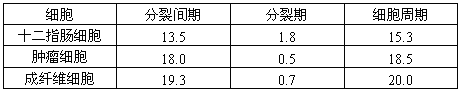 细胞 分裂间期 分裂期 细胞周期
十二指肠细胞 13.5 1.8 15.3
肿瘤细胞 18.0 0.5 18.5
成纤维细胞 19.3 0.7 20.0